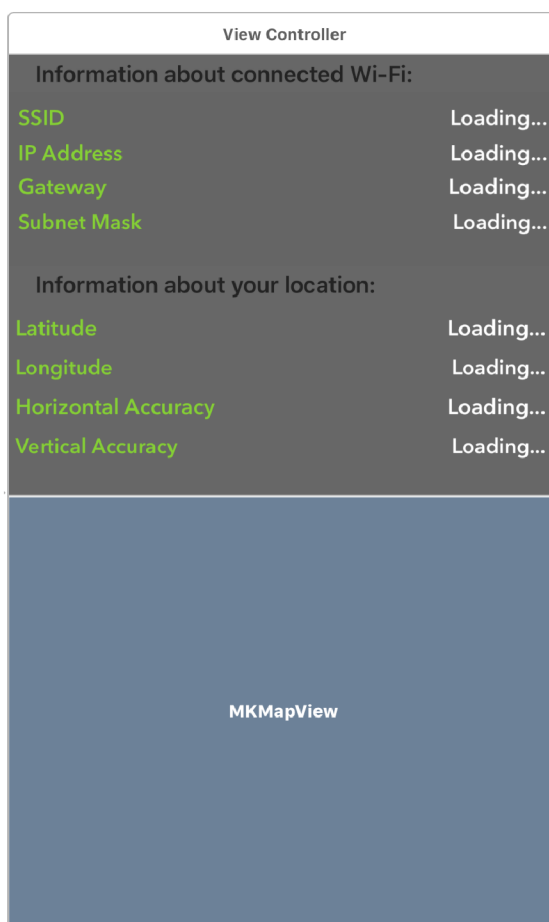 View Controller
Information about connected Wi-Fi:
SSID Loading...
IP Address Loading...
Gateway Loading...
Subnet Mask Loading...
Information about your location:
Latitude Loading...
Longitude Loading...
Horizontal Accuracy Loading...
Vertical Accuracy Loading...
MKMapView